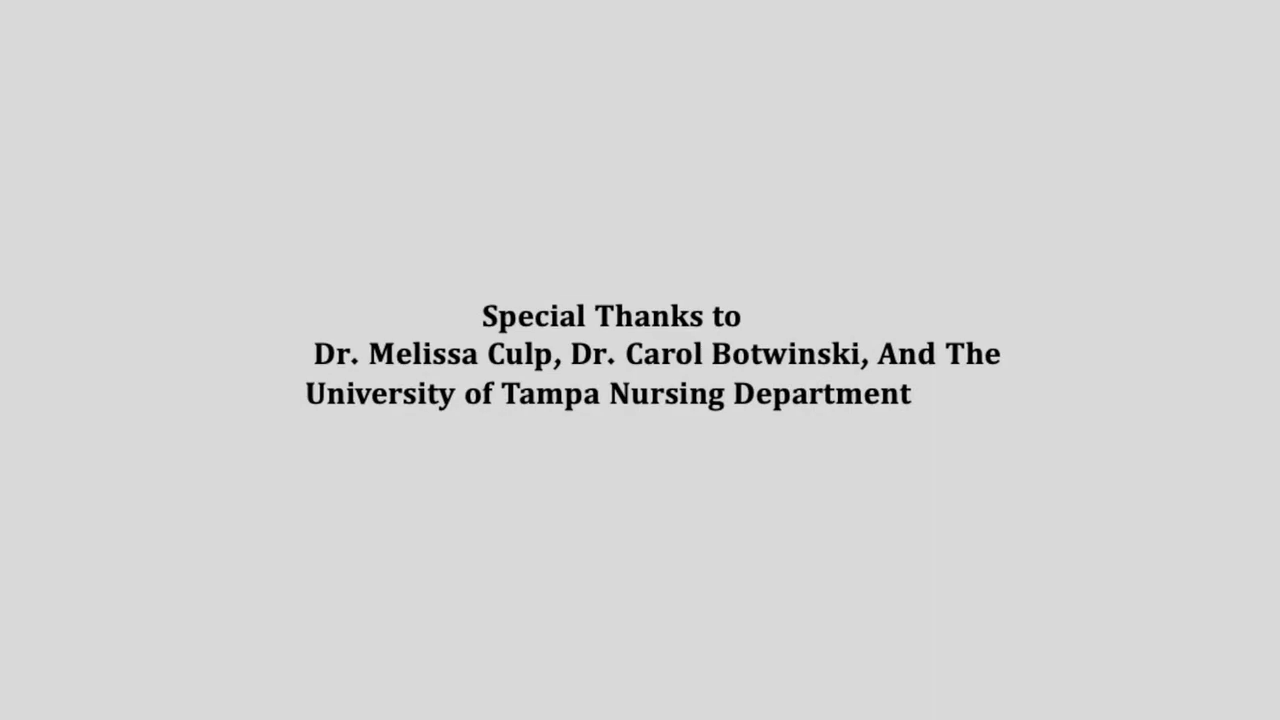 Special Thanks to
Dr. Melissa Culp, Dr. Carol Botwinski, And The
University of Tampa Nursing Department